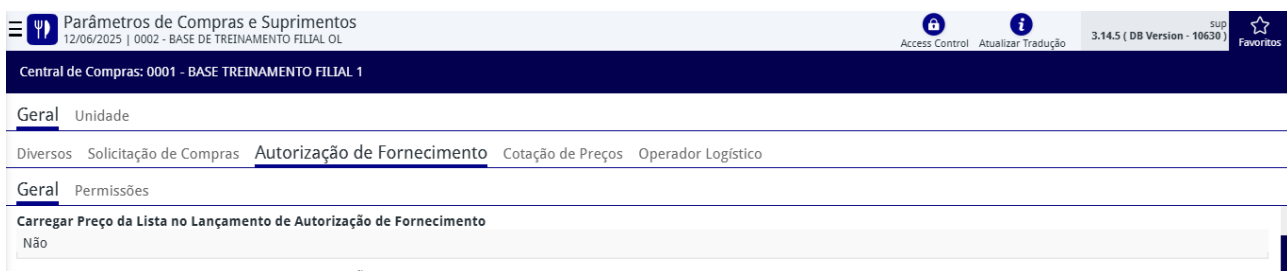 Parâmetros de Compras e Suprimentos
12/06/2025 | 0002 - BASE DE TREINAMENTO FILIAL OL
Access Control
Atualizar Tradução
sup
3.14.5 ( DB Version - 10630 )
Favoritos
Central de Compras: 0001 - BASE TREINAMENTO FILIAL 1
Geral Unidade
Diversos Solicitação de Compras Autorização de Fornecimento Cotação de Preços Operador Logístico
Geral Permissões
Carregar Preço da Lista no Lançamento de Autorização de Fornecimento
Não